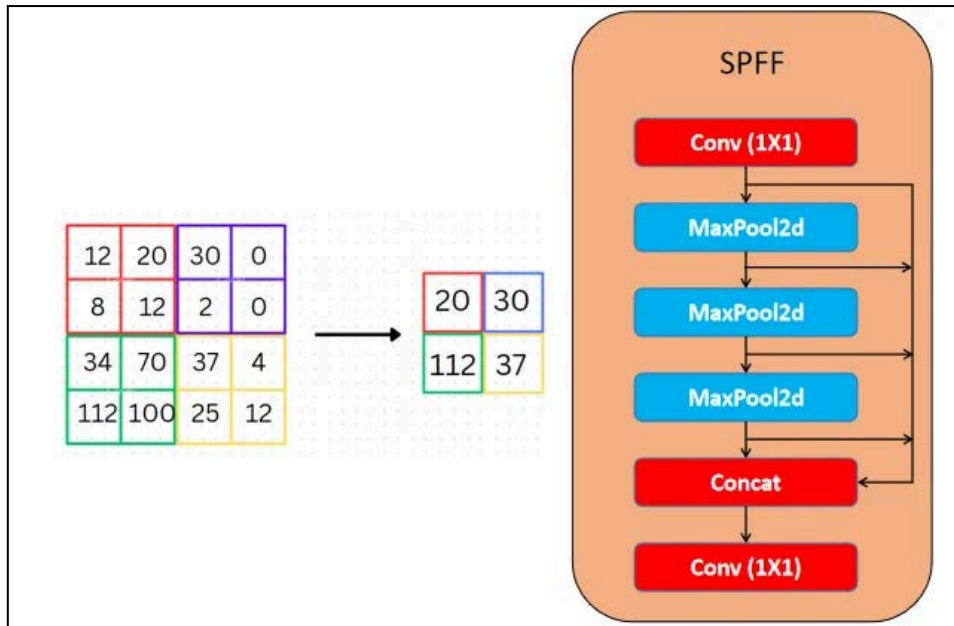 12 20 30 0
8 12 2 0
34 70 37 4
112 100 25 12
20 30
112 37
SPFF
Conv (1X1)
MaxPool2d
MaxPool2d
MaxPool2d
Concat
Conv (1X1)